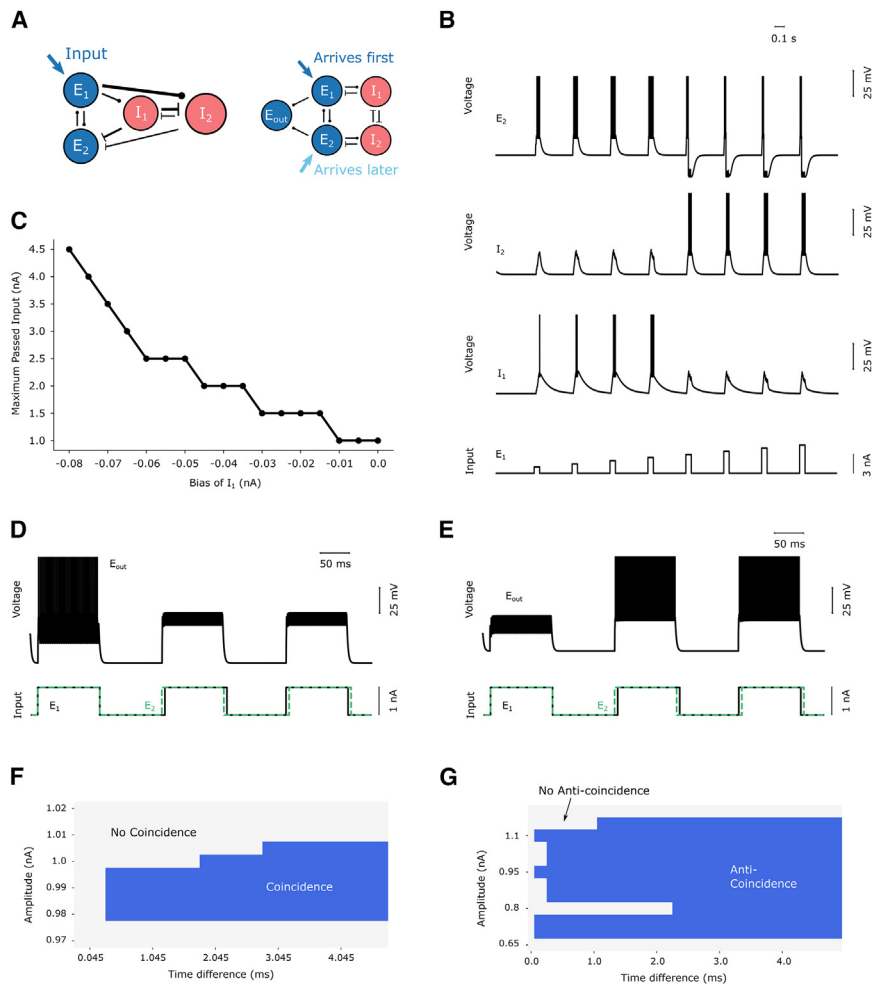 A
Input
E1
I1
I2
E2
Arrives first
E1
I1
Eout
E2
I2
Arrives later
B
0.1 s
Voltage
E2
25 mV
Voltage
I2
25 mV
Voltage
I1
25 mV
Input
E1
3 nA
C
Maximum Passed Input (nA)
4.5
4.0
3.5
3.0
2.5
2.0
1.5
1.0
-0.08 -0.07 -0.06 -0.05 -0.04 -0.03 -0.02 -0.01 0.0
Bias of I1 (nA)
D
50 ms
Eout
Voltage
25 mV
Input
E1
E2
1 nA
E
50 ms
Eout
Voltage
25 mV
Input
E1
E2
1 nA
F
Amplitude (nA)
1.02
1.01
1.0
0.99
0.98
0.97
No Coincidence
Coincidence
0.045 1.045 2.045 3.045 4.045
Time difference (ms)
G
No Anti-coincidence
Amplitude (nA)
1.1
0.95
0.8
0.65
Anti-
Coincidence
0.0 1.0 2.0 3.0 4.0
Time difference (ms)